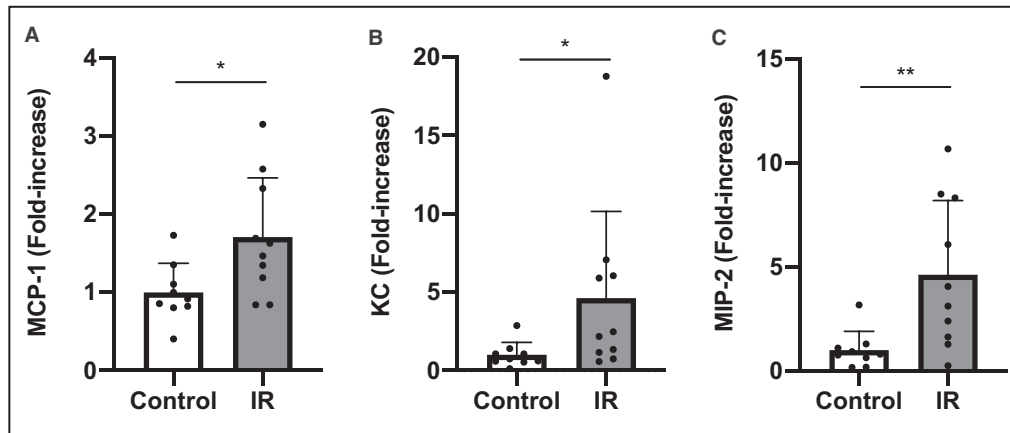 A
MCP-1 (Fold-increase)
4
3
2
1
0
*
Control IR
B
KC (Fold-increase)
20
15
10
5
0
*
Control IR
C
MIP-2 (Fold-increase)
15
10
5
0
**
Control IR